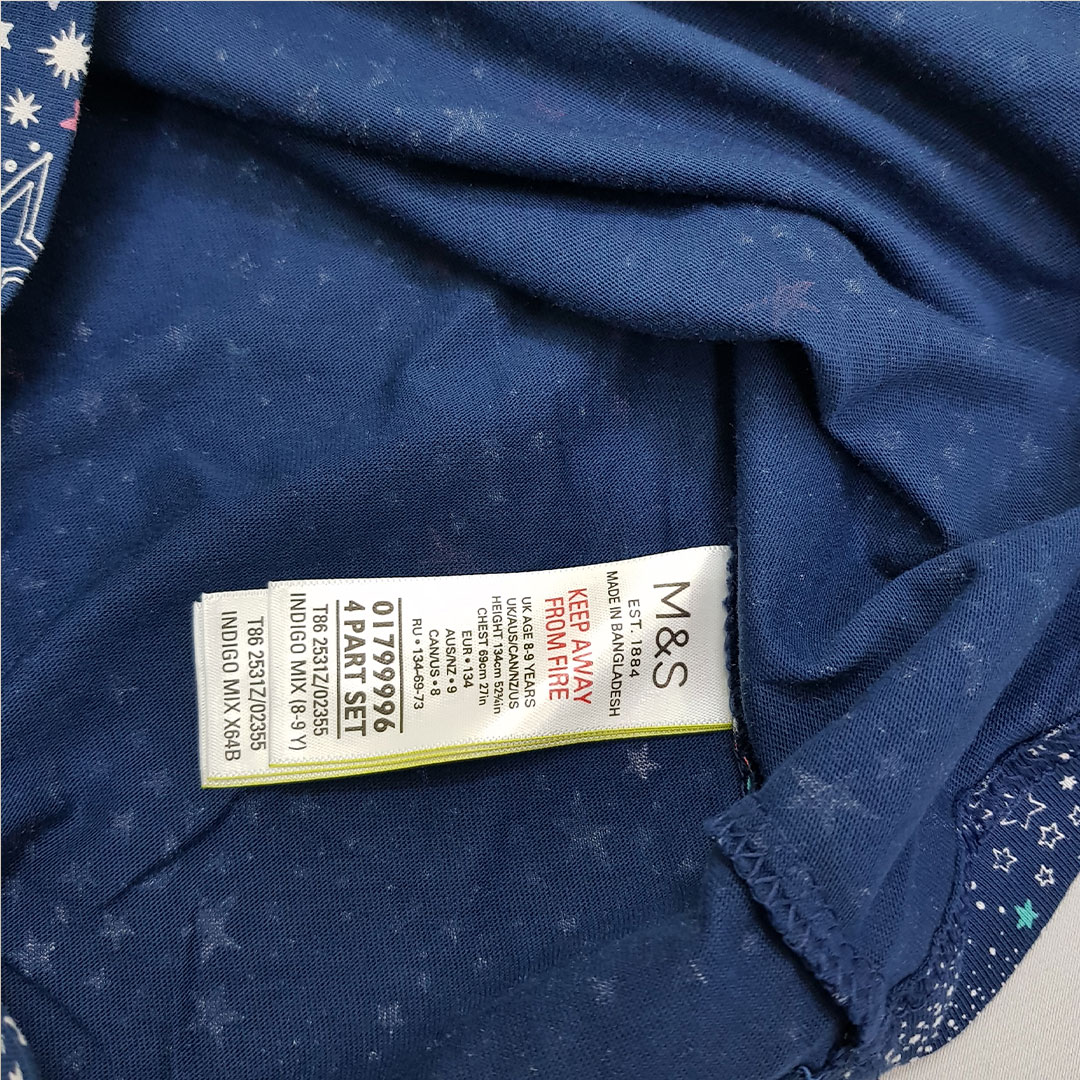 M&S
EST. 1884
MADE IN BANGLADESH
KEEP AWAY
FROM FIRE
UK AGE 8-9 YEARS
UK/AUS/CAN/NZ/US
HEIGHT 134cm 52¾in
CHEST 69cm 27in
EUR • 134
AUS/NZ • 9
CAN/US • 8
RU • 134-69-73
01799996
4 PART SET
T86 2531Z/02355
INDIGO MIX (8-9 Y)
T86 2531Z/02355
INDIGO MIX X64B